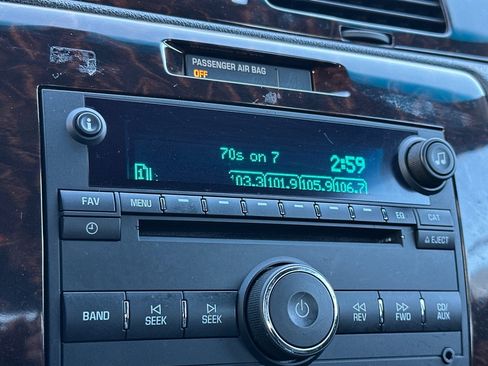 PASSENGER AIR BAG
OFF
70s on 7 2:59
1 103.3 101.9 105.9 106.7
FAV MENU EQ CAT
EJECT
BAND SEEK SEEK REV FWD CD/
AUX